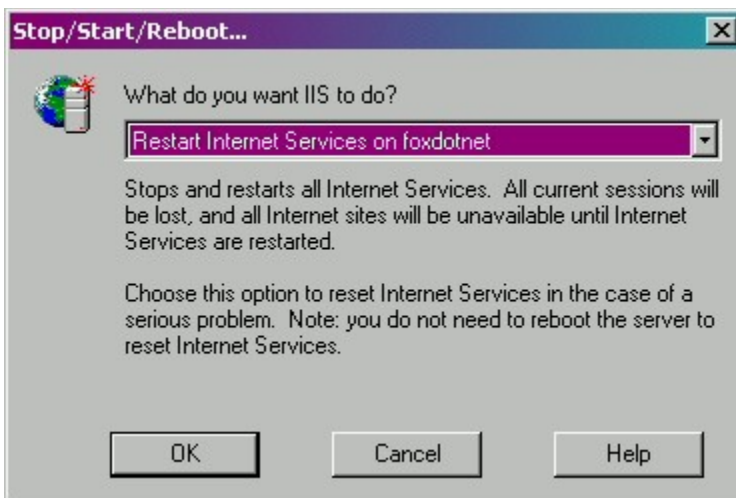 Stop/Start/Reboot...
What do you want IIS to do?
Restart Internet Services on foxdotnet
Stops and restarts all Internet Services.  All current sessions will
be lost, and all Internet sites will be unavailable until Internet
Services are restarted.
Choose this option to reset Internet Services in the case of a
serious problem.  Note: you do not need to reboot the server to
reset Internet Services.
OK
Cancel
Help